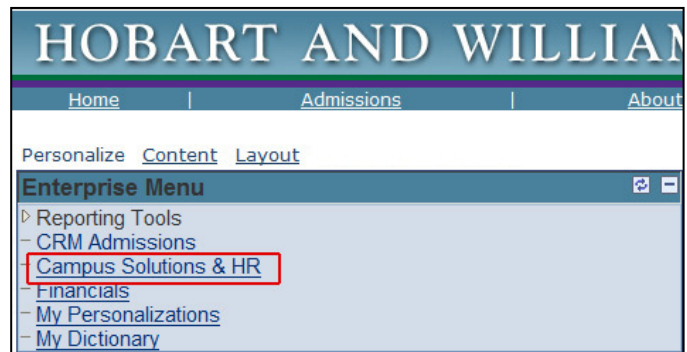 HOBART AND WILLIAM
Home | Admissions | About
Personalize Content Layout
Enterprise Menu
Reporting Tools
CRM Admissions
Campus Solutions & HR
Financials
My Personalizations
My Dictionary